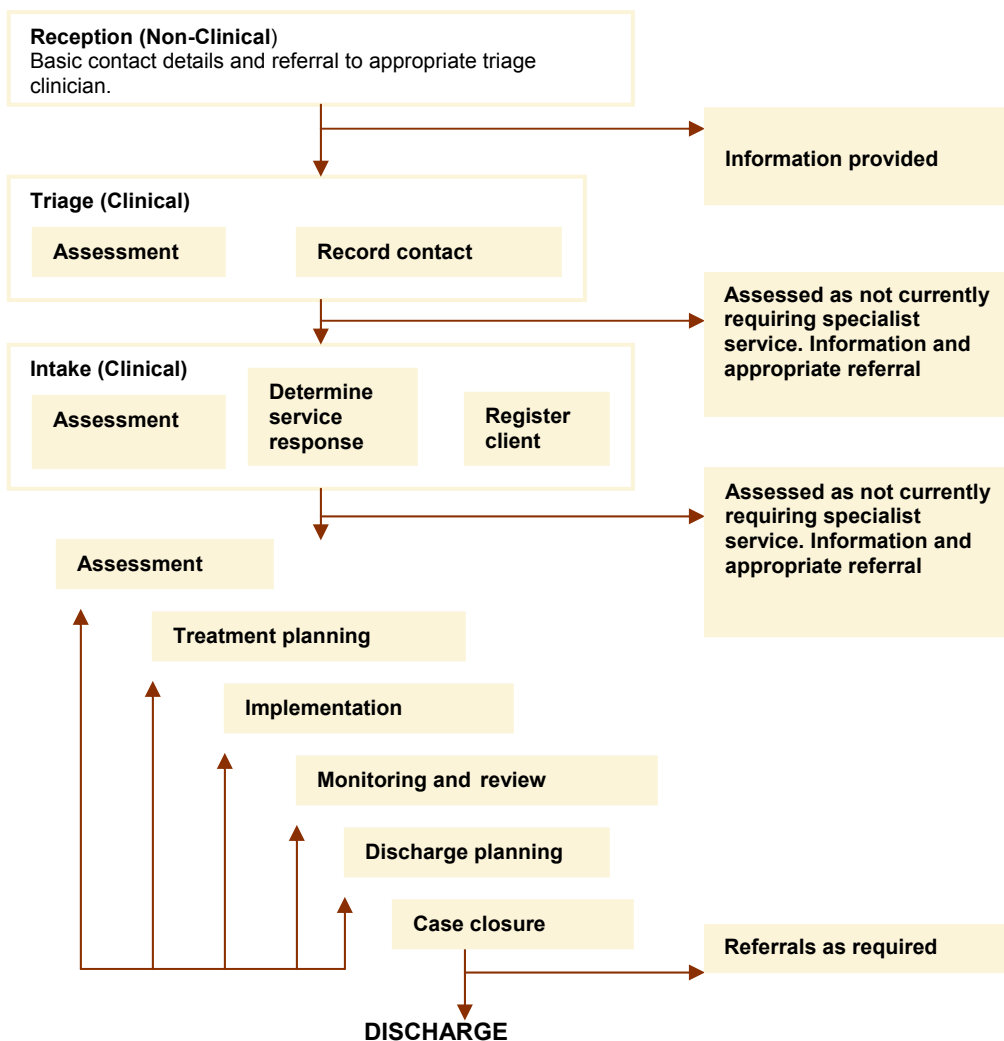 Reception (Non-Clinical)
Basic contact details and referral to appropriate triage
clinician.
Information provided
Triage (Clinical)
Assessment
Record contact
Assessed as not currently
requiring specialist
service. Information and
appropriate referral
Intake (Clinical)
Assessment
Determine
service
response
Register
client
Assessed as not currently
requiring specialist
service. Information and
appropriate referral
Assessment
Treatment planning
Implementation
Monitoring and review
Discharge planning
Case closure
Referrals as required
DISCHARGE